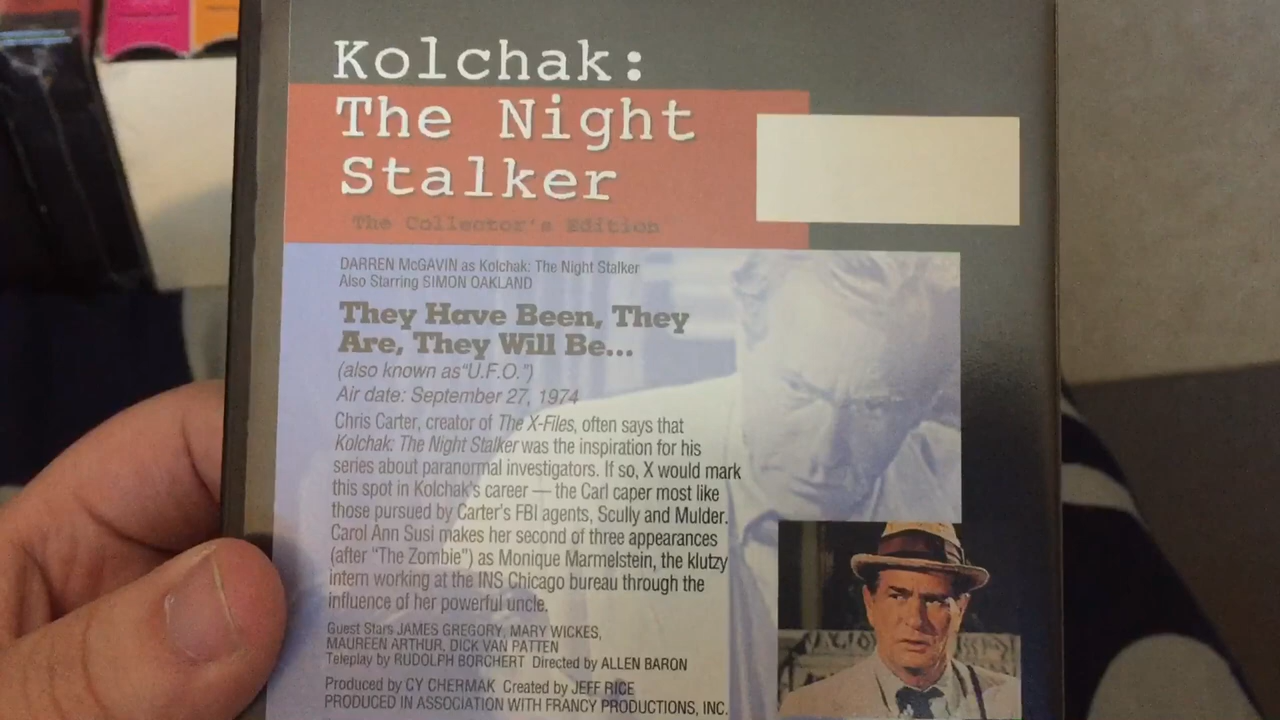 Kolchak:
The Night
Stalker
The Collector's Edition
DARREN McGAVIN as Kolchak: The Night Stalker
Also Starring SIMON OAKLAND
They Have Been, They
Are, They Will Be...
(also known as"U.F.O.")
Air date: September 27, 1974
Chris Carter, creator of The X-Files, often says that
Kolchak: The Night Stalker was the inspiration for his
series about paranormal investigators. If so, X would mark
this spot in Kolchak's career — the Carl caper most like
those pursued by Carter's FBI agents, Scully and Mulder.
Carol Ann Susi makes her second of three appearances
(after "The Zombie") as Monique Marmelstein, the klutzy
intern working at the INS Chicago bureau through the
influence of her powerful uncle.
Guest Stars JAMES GREGORY, MARY WICKES,
MAUREEN ARTHUR, DICK VAN PATTEN
Teleplay by RUDOLPH BORCHERT Directed by ALLEN BARON
Produced by CY CHERMAK Created by JEFF RICE
PRODUCED IN ASSOCIATION WITH FRANCY PRODUCTIONS, INC.